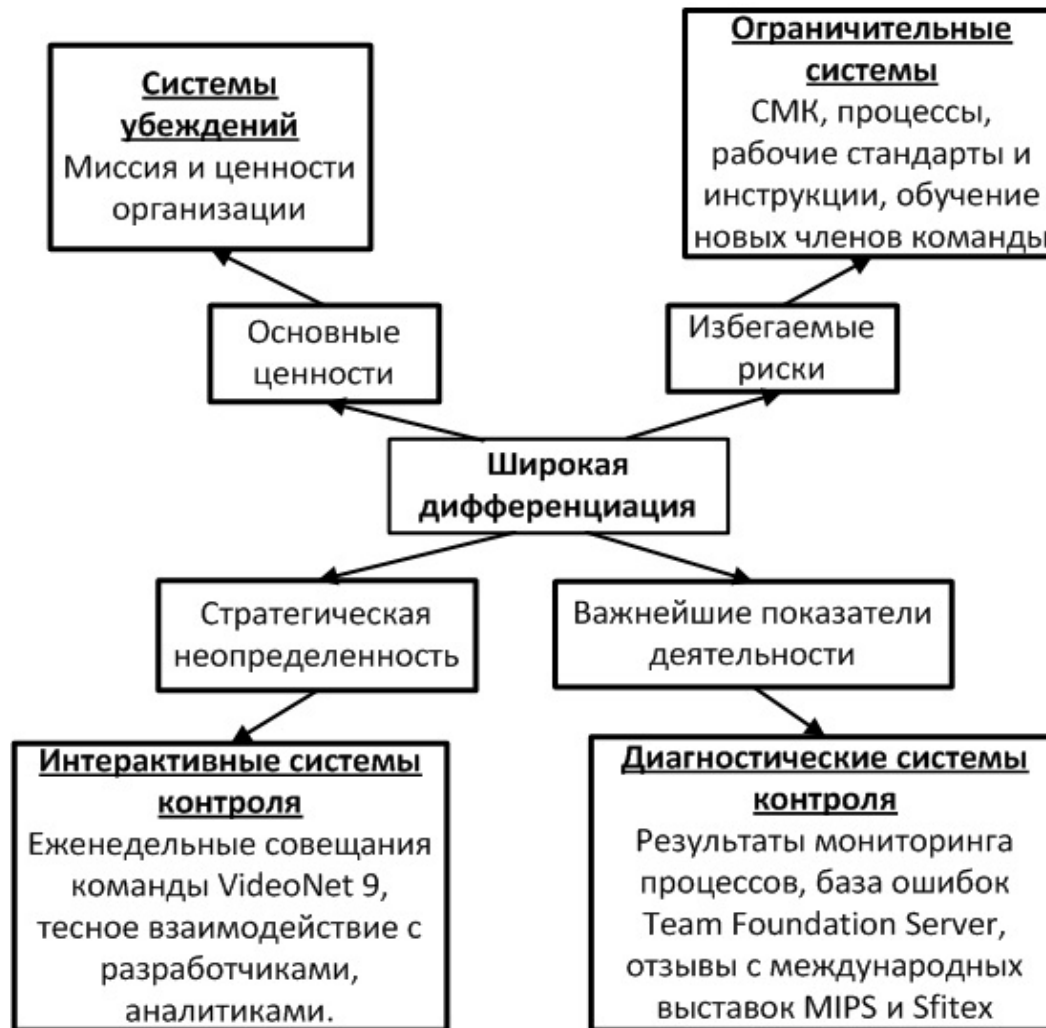 Системы
убеждений
Миссия и ценности
организации
Ограничительные
системы
СМК, процессы,
рабочие стандарты и
инструкции, обучение
новых членов команды
Основные
ценности
Избегаемые
риски
Широкая
дифференциация
Стратегическая
неопределенность
Важнейшие показатели
деятельности
Интерактивные системы
контроля
Еженедельные совещания
команды VideoNet 9,
тесное взаимодействие с
разработчиками,
аналитиками.
Диагностические системы
контроля
Результаты мониторинга
процессов, база ошибок
Team Foundation Server,
отзывы с международных
выставок MIPS и Sfitex